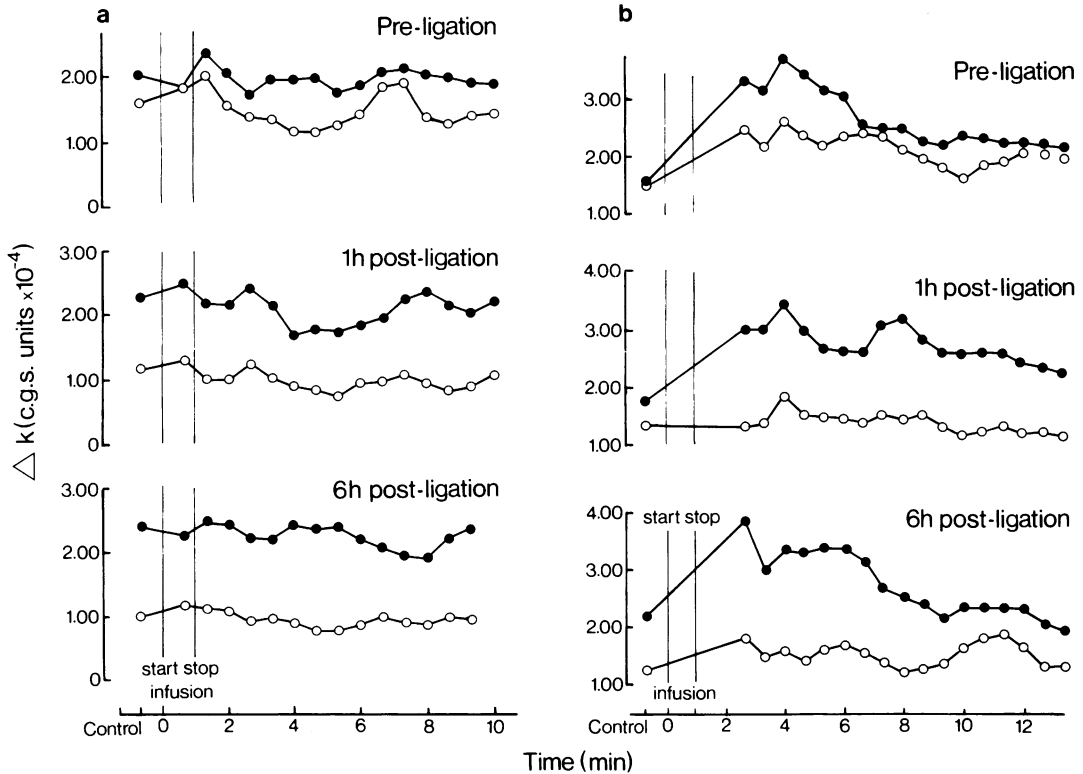 a
Pre-ligation
2.00
1.00
0
3.00
1h post-ligation
2.00
1.00
0
3.00
6h post-ligation
2.00
1.00
0
start stop
infusion
Control 0 2 4 6 8 10
△ k (c.g.s. units ×10⁻⁴)
b
Pre-ligation
3.00
2.00
1.00
4.00
1h post-ligation
3.00
2.00
1.00
4.00
start stop
6h post-ligation
3.00
2.00
1.00
infusion
Control 0 2 4 6 8 10 12
Time (min)